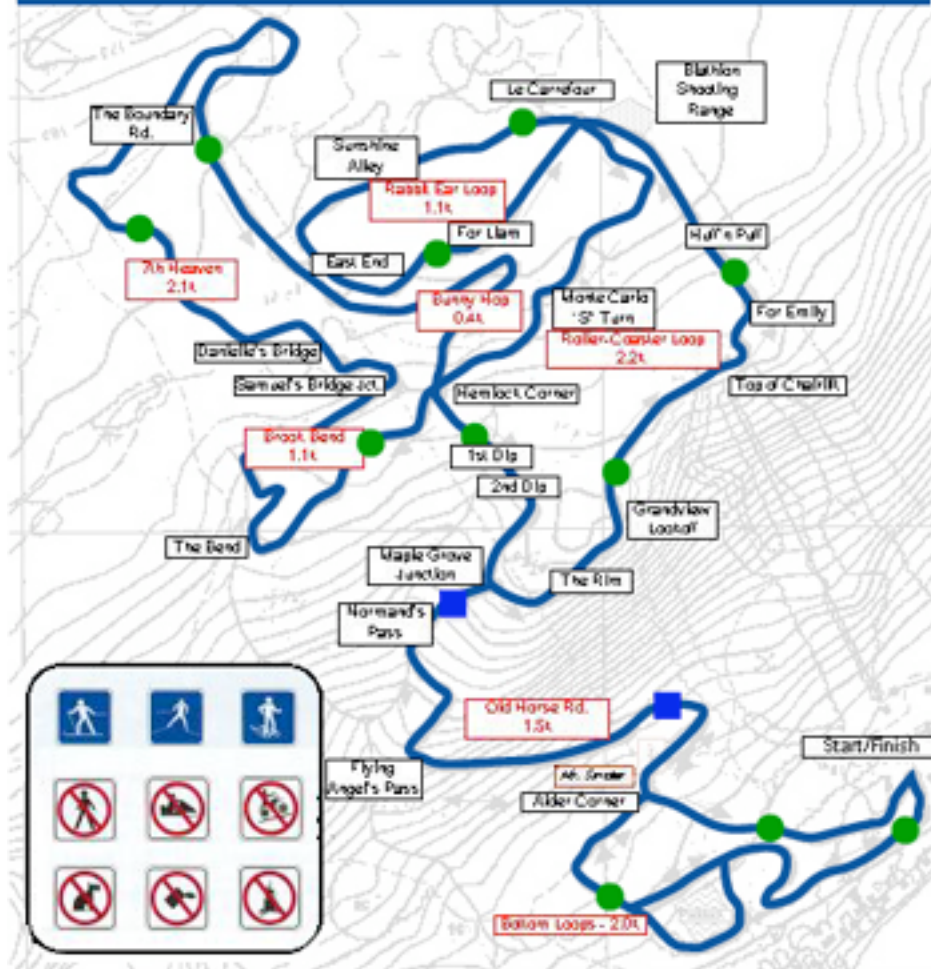 Le Carrefour
Biathlon
Shooting
Range
The Boundary
Rd.
Sunshine
Alley
Rabbit Ear Loop
1.1k
For Liam
Huff n Puff
East End
7th Heaven
2.1k
Bunny Hop
0.4k
Monte Carlo
"S" Turn
For Emily
Roller-Coaster Loop
2.2k
Danielle's Bridge
Samuel's Bridge Jct.
Hemlock Corner
Top of Chairlift
Brook Bend
1.1k
1st Dip
2nd Dip
Grandview
Lookoff
The Bend
Maple Grove
Junction
The Rim
Normand's
Pass
Old Horse Rd.
1.5k
Start/Finish
Flying
Angel's Pass
Alder Corner
Bottom Loops - 2.0k